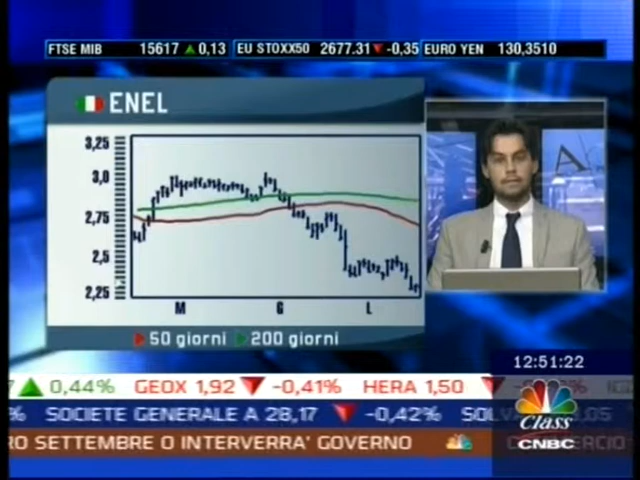 FTSE MIB 15617 0,13 EU STOXX50 2677.31 -0,35 EURO YEN 130,3510
ENEL
3,25
3,0
2,75
2,5
2,25
M G L
50 giorni 200 giorni
12:51:22
0,44% GEOX 1,92 -0,41% HERA 1,50
% SOCIETE GENERALE A 28,17 -0,42%
RO SETTEMBRE O INTERVERRA' GOVERNO
Class
CNBC